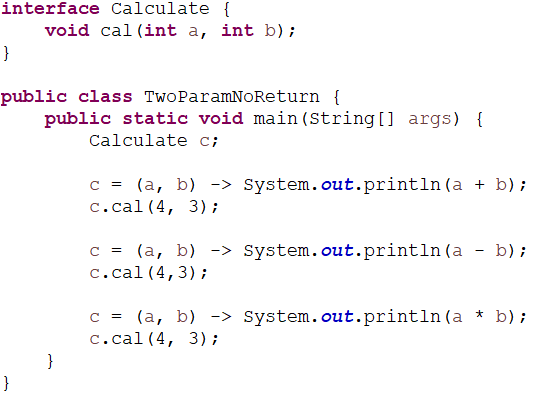 interface Calculate {
    void cal(int a, int b);
}

public class TwoParamNoReturn {
    public static void main(String[] args) {
        Calculate c;

        c = (a, b) -> System.out.println(a + b);
        c.cal(4, 3);

        c = (a, b) -> System.out.println(a - b);
        c.cal(4,3);

        c = (a, b) -> System.out.println(a * b);
        c.cal(4, 3);
    }
}